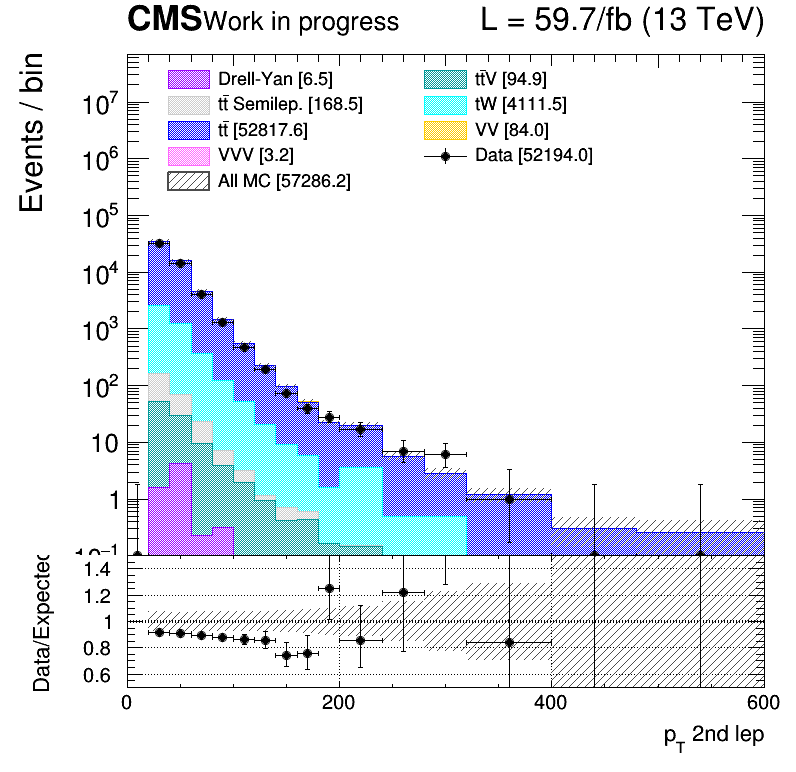 CMS Work in progress L = 59.7/fb (13 TeV)
Events / bin
Drell-Yan [6.5]
tt̄ Semilep. [168.5]
tt̄ [52817.6]
VVV [3.2]
All MC [57286.2]
tt̄V [94.9]
tW [4111.5]
VV [84.0]
Data [52194.0]
10⁷
10⁶
10⁵
10⁴
10³
10²
10
1
10⁻¹
Data/Expected
1.4
1.2
1
0.8
0.6
0 200 400 600
p_T 2nd lep